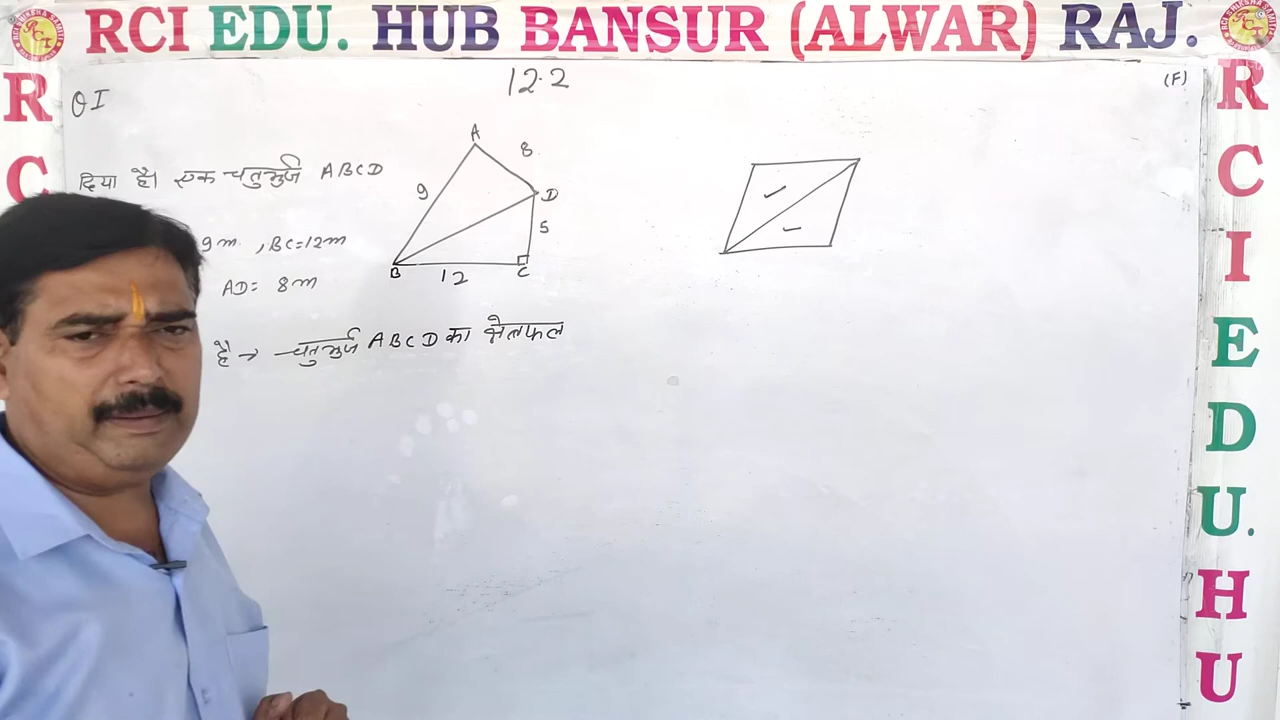 RCI EDU. HUB BANSUR (ALWAR) RAJ.
12.2
(F)
Q1
दिया है। एक चतुर्भुज ABCD
9m , BC=12m
AD= 8m
है → चतुर्भुज ABCD का क्षेत्रफल
A
8
9
D
5
B
12
C
R
C
R
C
I
E
D
U.
H
U